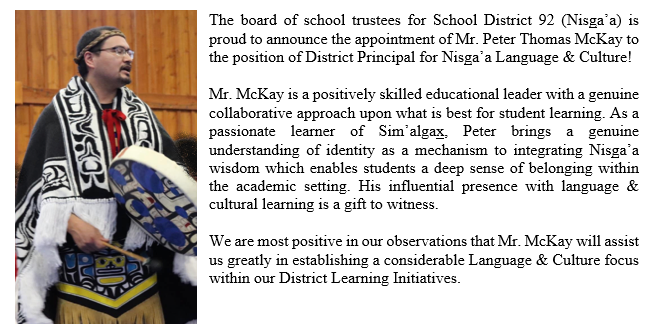 The board of school trustees for School District 92 (Nisga’a) is
proud to announce the appointment of Mr. Peter Thomas McKay to
the position of District Principal for Nisga’a Language & Culture!
Mr. McKay is a positively skilled educational leader with a genuine
collaborative approach upon what is best for student learning. As a
passionate learner of Sim’algax, Peter brings a genuine
understanding of identity as a mechanism to integrating Nisga’a
wisdom which enables students a deep sense of belonging within
the academic setting. His influential presence with language &
cultural learning is a gift to witness.
We are most positive in our observations that Mr. McKay will assist
us greatly in establishing a considerable Language & Culture focus
within our District Learning Initiatives.